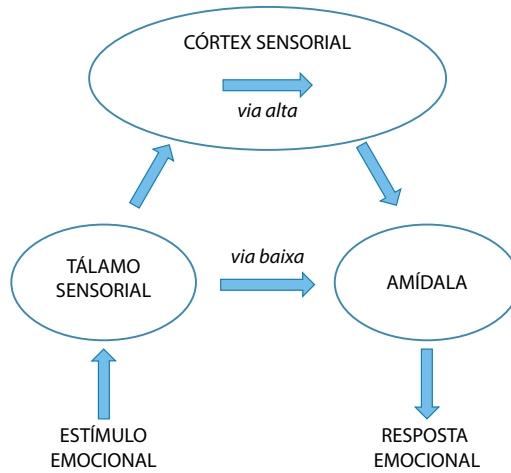 CÓRTEX SENSORIAL
via alta
via baixa
TÁLAMO
SENSORIAL
AMÍDALA
ESTÍMULO
EMOCIONAL
RESPOSTA
EMOCIONAL